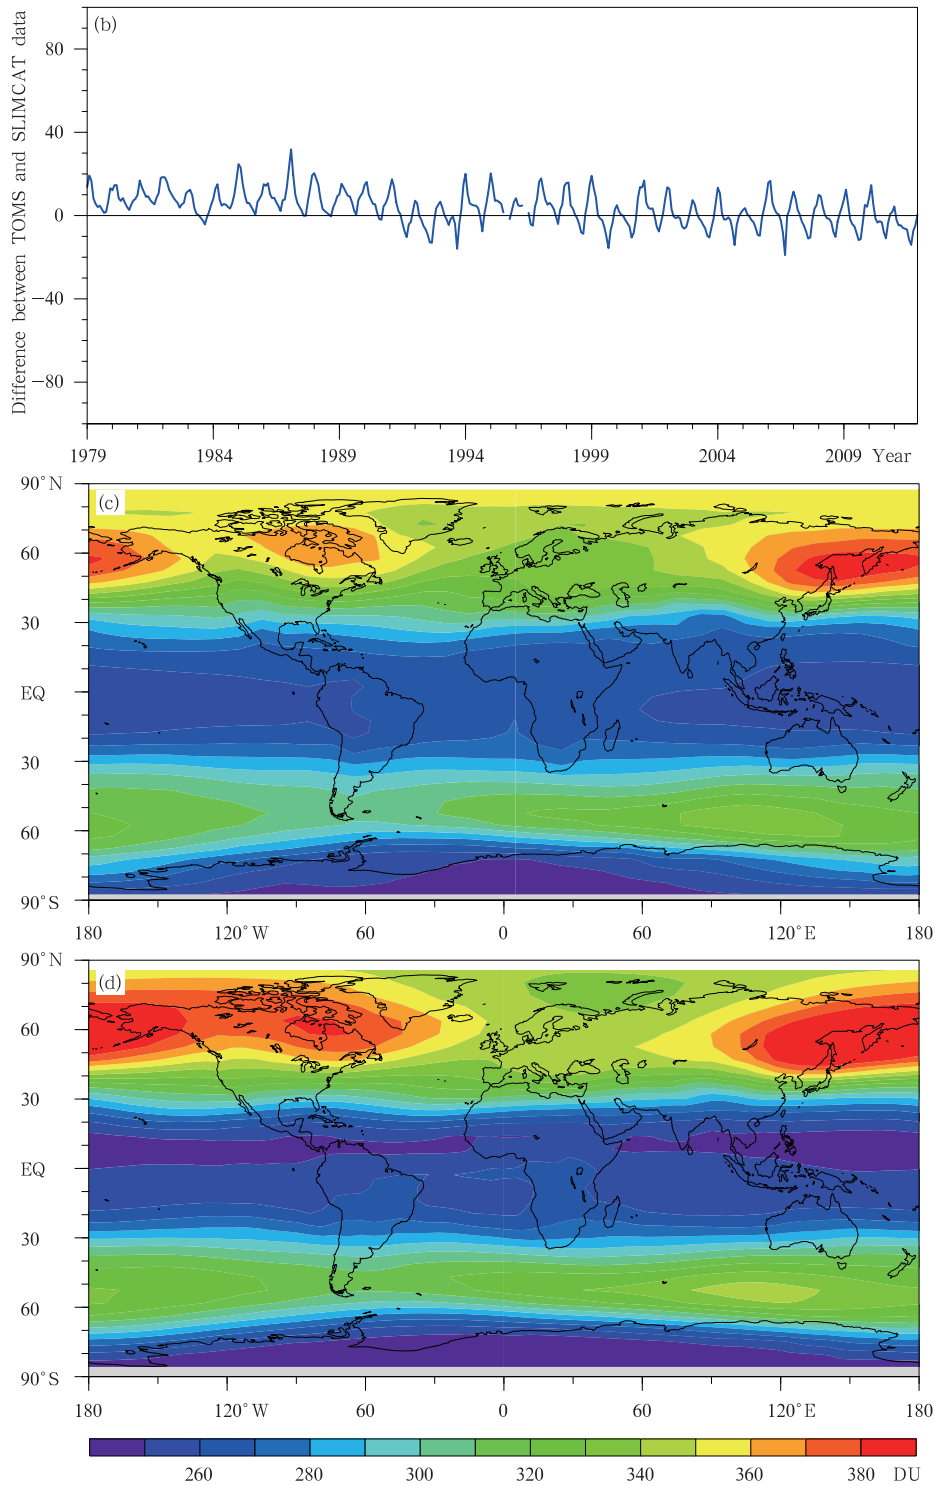 (b)
Difference between TOMS and SLIMCAT data
80
40
0
−40
−80
1979 1984 1989 1994 1999 2004 2009 Year
90°N
(c)
60
30
EQ
30
60
90°S
180 120°W 60 0 60 120°E 180
90°N
(d)
60
30
EQ
30
60
90°S
180 120°W 60 0 60 120°E 180
260 280 300 320 340 360 380 DU